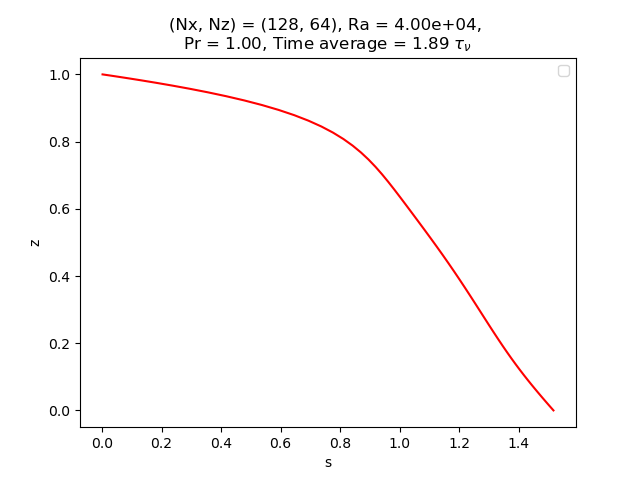 (Nx, Nz) = (128, 64), Ra = 4.00e+04,
Pr = 1.00, Time average = 1.89 τ_ν
1.0
0.8
0.6
0.4
0.2
0.0
z
0.0 0.2 0.4 0.6 0.8 1.0 1.2 1.4
s